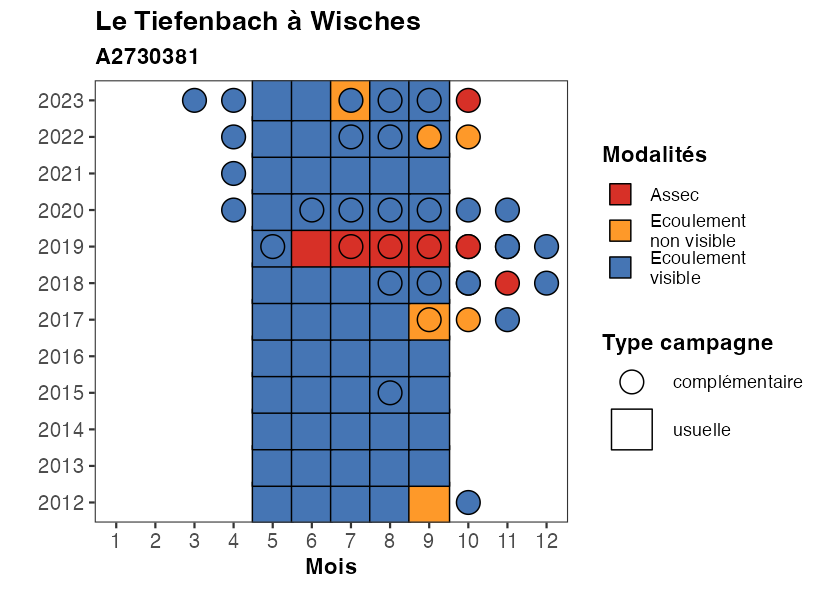 Le Tiefenbach à Wisches
A2730381
2023
2022
2021
2020
2019
2018
2017
2016
2015
2014
2013
2012
1 2 3 4 5 6 7 8 9 10 11 12
Mois
Modalités
Assec
Ecoulement
non visible
Ecoulement
visible
Type campagne
complémentaire
usuelle